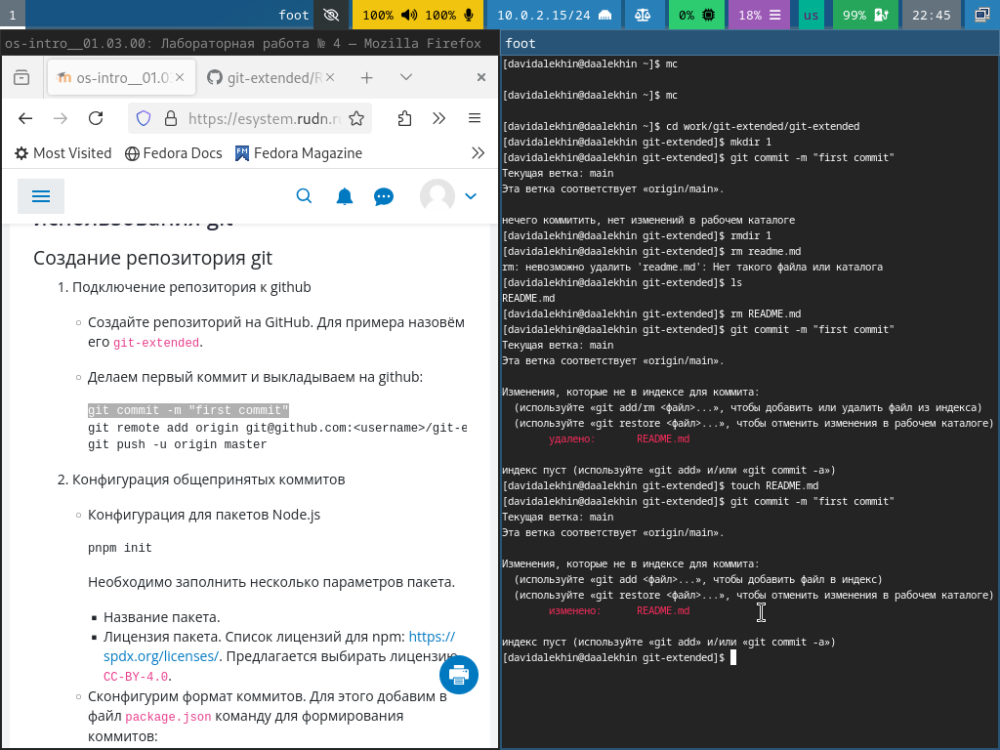 1
foot
100%
100%
10.0.2.15/24
0%
18%
us
99%
22:45
os-intro__01.03.00: Лабораторная работа № 4 — Mozilla Firefox
os-intro__01.0
git-extended/R
https://esystem.rudn.r
Most Visited
Fedora Docs
Fedora Magazine
использования git
Создание репозитория git
1. Подключение репозитория к github
Создайте репозиторий на GitHub. Для примера назовём
его git-extended.
Делаем первый коммит и выкладываем на github:
git commit -m "first commit"
git remote add origin git@github.com:<username>/git-e
git push -u origin master
2. Конфигурация общепринятых коммитов
Конфигурация для пакетов Node.js
pnpm init
Необходимо заполнить несколько параметров пакета.
Название пакета.
Лицензия пакета. Список лицензий для npm: https://
spdx.org/licenses/. Предлагается выбирать лицензию
CC-BY-4.0.
Сконфигурим формат коммитов. Для этого добавим в
файл package.json команду для формирования
коммитов:
foot
[davidalekhin@daalekhin ~]$ mc
[davidalekhin@daalekhin ~]$ mc
[davidalekhin@daalekhin ~]$ cd work/git-extended/git-extended
[davidalekhin@daalekhin git-extended]$ mkdir 1
[davidalekhin@daalekhin git-extended]$ git commit -m "first commit"
Текущая ветка: main
Эта ветка соответствует «origin/main».
нечего коммитить, нет изменений в рабочем каталоге
[davidalekhin@daalekhin git-extended]$ rmdir 1
[davidalekhin@daalekhin git-extended]$ rm readme.md
rm: невозможно удалить 'readme.md': Нет такого файла или каталога
[davidalekhin@daalekhin git-extended]$ ls
README.md
[davidalekhin@daalekhin git-extended]$ rm README.md
[davidalekhin@daalekhin git-extended]$ git commit -m "first commit"
Текущая ветка: main
Эта ветка соответствует «origin/main».
Изменения, которые не в индексе для коммита:
(используйте «git add/rm <файл>...», чтобы добавить или удалить файл из индекса)
(используйте «git restore <файл>...», чтобы отменить изменения в рабочем каталоге)
удалено: README.md
индекс пуст (используйте «git add» и/или «git commit -a»)
[davidalekhin@daalekhin git-extended]$ touch README.md
[davidalekhin@daalekhin git-extended]$ git commit -m "first commit"
Текущая ветка: main
Эта ветка соответствует «origin/main».
Изменения, которые не в индексе для коммита:
(используйте «git add <файл>...», чтобы добавить файл в индекс)
(используйте «git restore <файл>...», чтобы отменить изменения в рабочем каталоге)
изменено: README.md
индекс пуст (используйте «git add» и/или «git commit -a»)
[davidalekhin@daalekhin git-extended]$